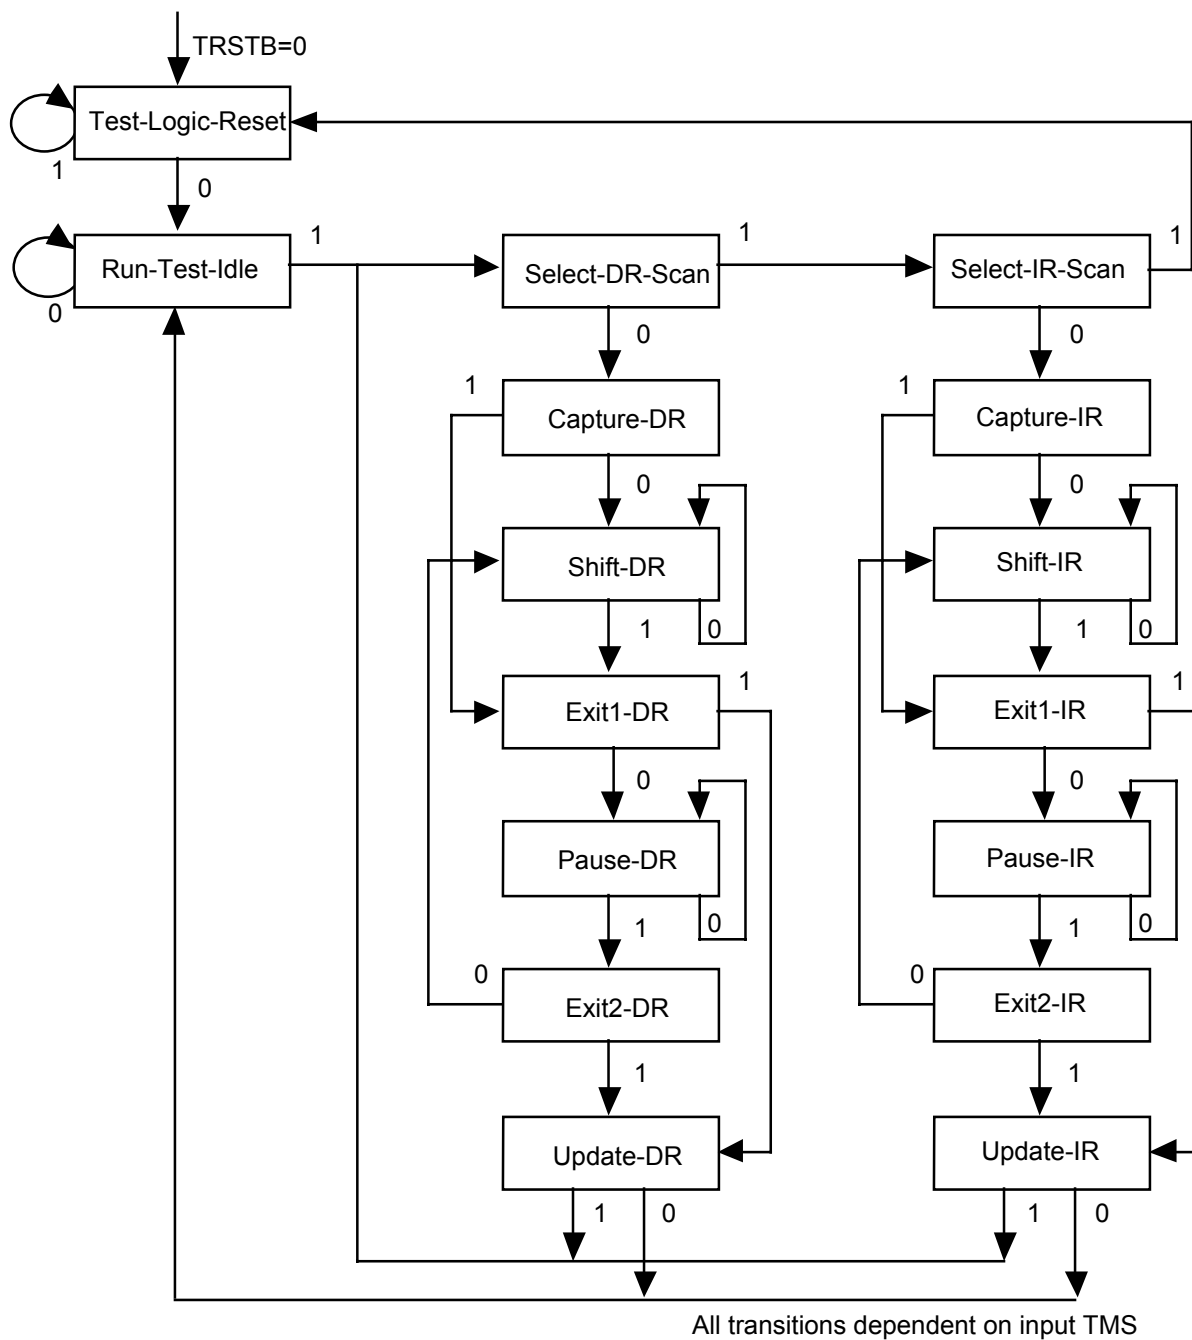 TRSTB=0
Test-Logic-Reset
1
0
Run-Test-Idle
1
0
Select-DR-Scan
1
Select-IR-Scan
1
0
0
1
Capture-DR
1
Capture-IR
0
0
Shift-DR
Shift-IR
1
0
1
0
Exit1-DR
1
Exit1-IR
1
0
0
Pause-DR
Pause-IR
1
0
1
0
0
Exit2-DR
0
Exit2-IR
1
1
Update-DR
Update-IR
1
0
1
0
All transitions dependent on input TMS